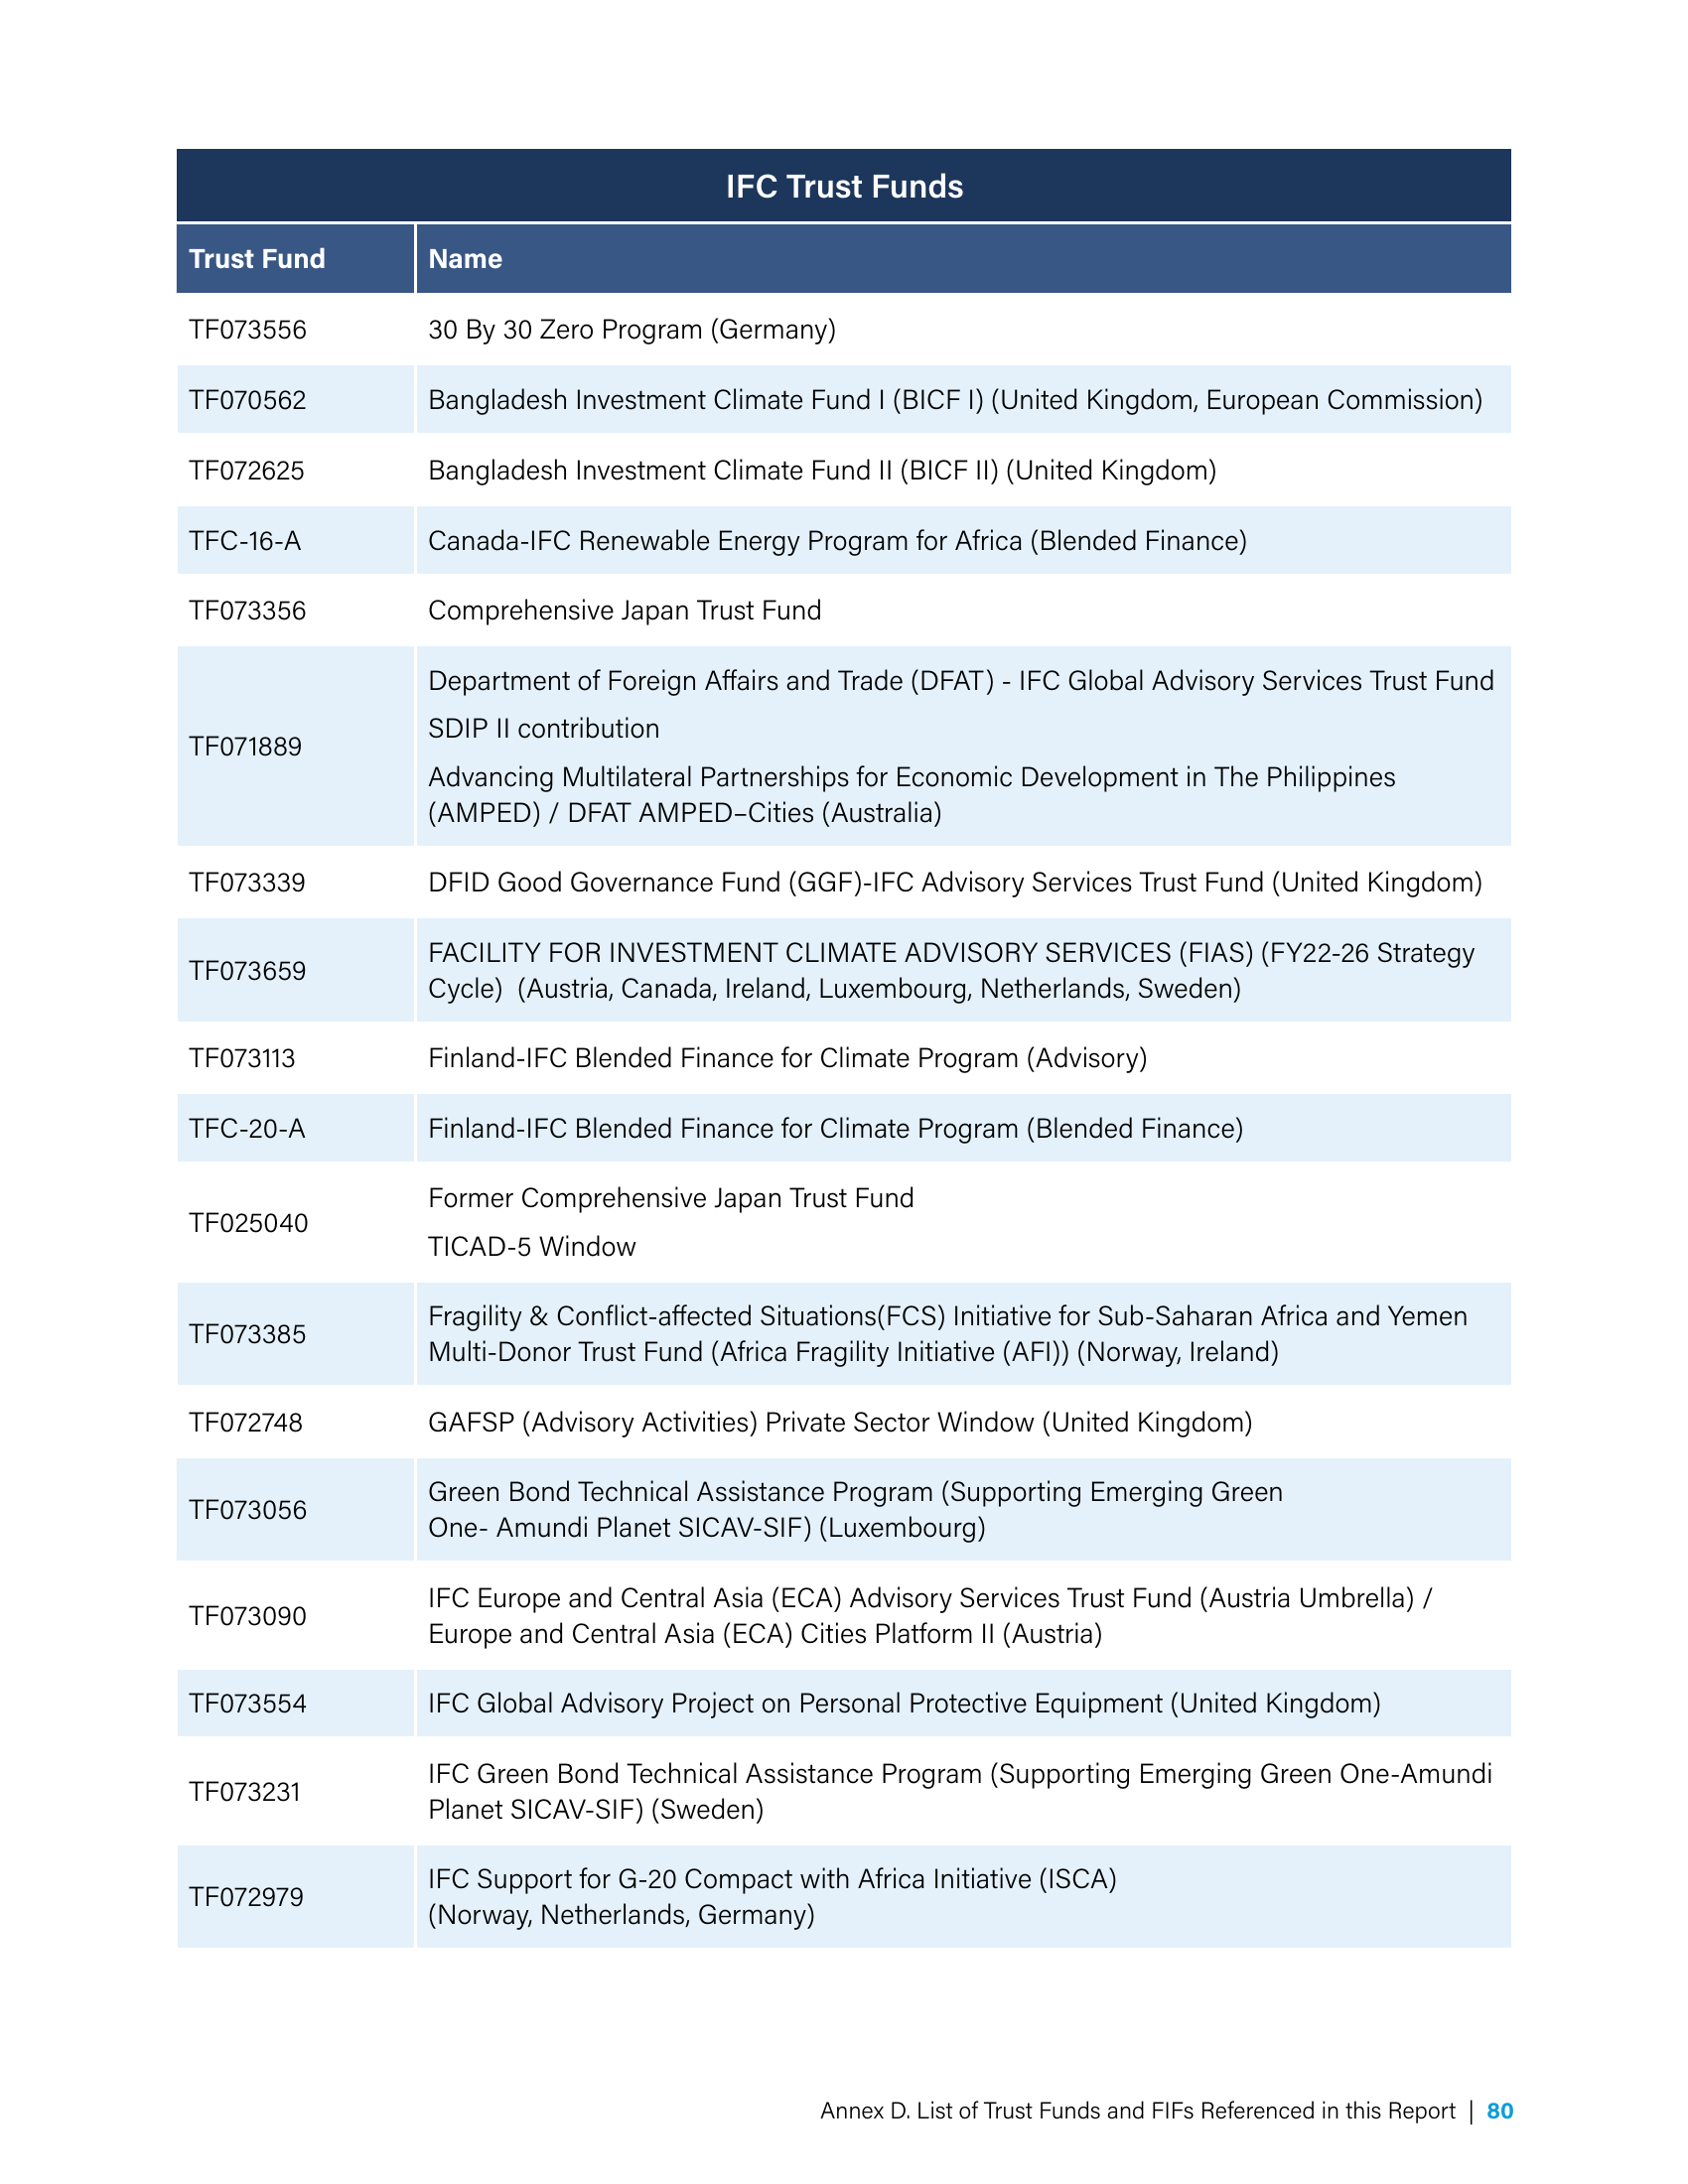 IFC Trust Funds
Trust Fund
Name
TF073556
30 By 30 Zero Program (Germany)
TF070562
Bangladesh Investment Climate Fund I (BICF I) (United Kingdom, European Commission)
TF072625
Bangladesh Investment Climate Fund II (BICF II) (United Kingdom)
TFC-16-A
Canada-IFC Renewable Energy Program for Africa (Blended Finance)
TF073356
Comprehensive Japan Trust Fund
TF071889
Department of Foreign Affairs and Trade (DFAT) - IFC Global Advisory Services Trust Fund
SDIP II contribution
Advancing Multilateral Partnerships for Economic Development in The Philippines
(AMPED) / DFAT AMPED–Cities (Australia)
TF073339
DFID Good Governance Fund (GGF)-IFC Advisory Services Trust Fund (United Kingdom)
TF073659
FACILITY FOR INVESTMENT CLIMATE ADVISORY SERVICES (FIAS) (FY22-26 Strategy
Cycle)  (Austria, Canada, Ireland, Luxembourg, Netherlands, Sweden)
TF073113
Finland-IFC Blended Finance for Climate Program (Advisory)
TFC-20-A
Finland-IFC Blended Finance for Climate Program (Blended Finance)
TF025040
Former Comprehensive Japan Trust Fund
TICAD-5 Window
TF073385
Fragility & Conflict-affected Situations(FCS) Initiative for Sub-Saharan Africa and Yemen
Multi-Donor Trust Fund (Africa Fragility Initiative (AFI)) (Norway, Ireland)
TF072748
GAFSP (Advisory Activities) Private Sector Window (United Kingdom)
TF073056
Green Bond Technical Assistance Program (Supporting Emerging Green
One- Amundi Planet SICAV-SIF) (Luxembourg)
TF073090
IFC Europe and Central Asia (ECA) Advisory Services Trust Fund (Austria Umbrella) /
Europe and Central Asia (ECA) Cities Platform II (Austria)
TF073554
IFC Global Advisory Project on Personal Protective Equipment (United Kingdom)
TF073231
IFC Green Bond Technical Assistance Program (Supporting Emerging Green One-Amundi
Planet SICAV-SIF) (Sweden)
TF072979
IFC Support for G-20 Compact with Africa Initiative (ISCA)
(Norway, Netherlands, Germany)
Annex D. List of Trust Funds and FIFs Referenced in this Report | 80